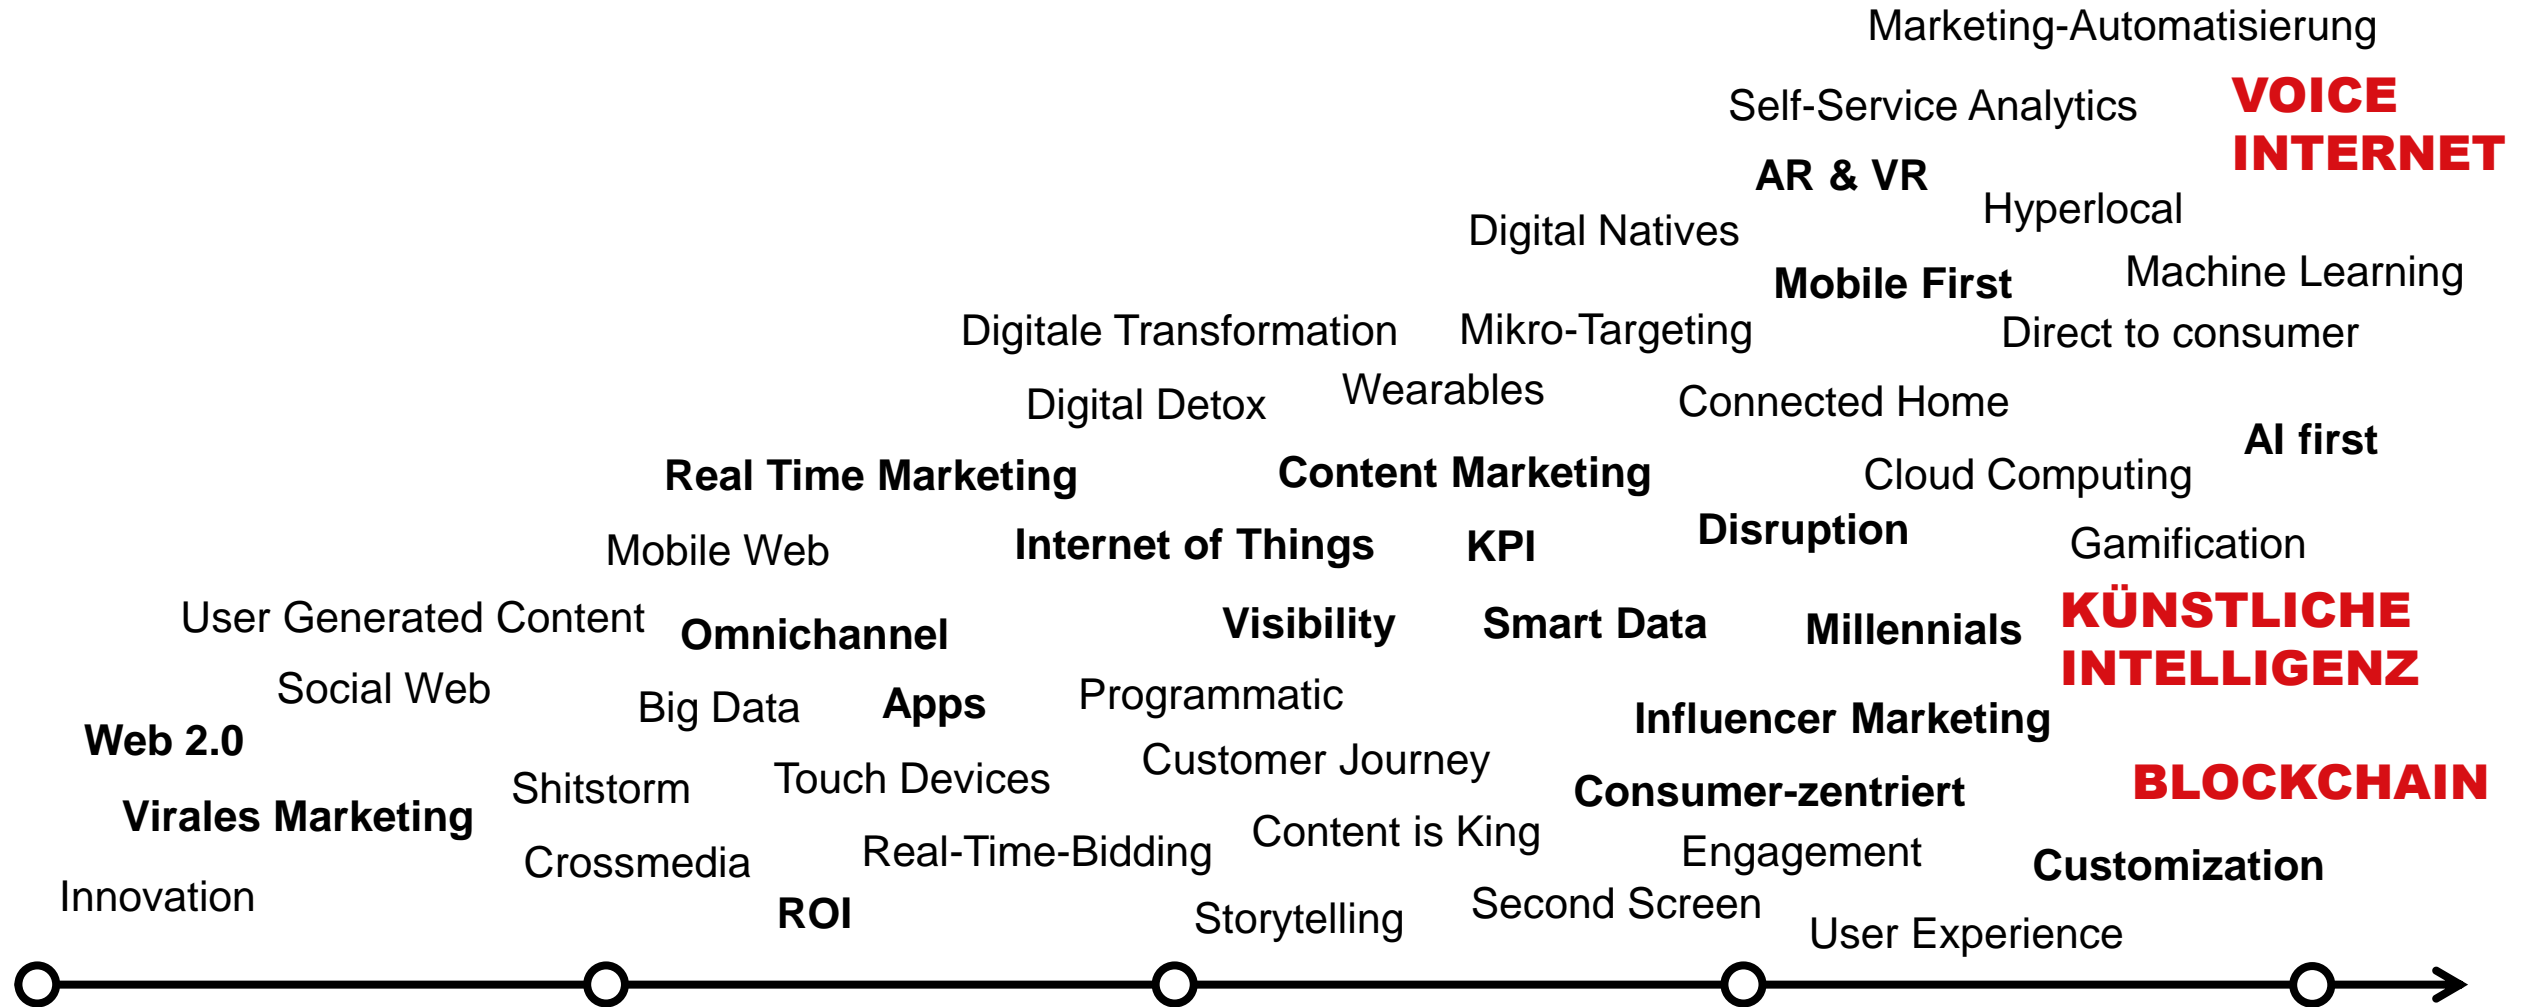 Marketing-Automatisierung
Self-Service Analytics
VOICE
INTERNET
AR & VR
Hyperlocal
Digital Natives
Machine Learning
Mobile First
Digitale Transformation
Mikro-Targeting
Direct to consumer
Digital Detox
Wearables
Connected Home
AI first
Real Time Marketing
Content Marketing
Cloud Computing
Mobile Web
Internet of Things
KPI
Disruption
Gamification
User Generated Content
Omnichannel
Visibility
Smart Data
Millennials
KÜNSTLICHE
INTELLIGENZ
Social Web
Big Data
Apps
Programmatic
Influencer Marketing
Web 2.0
Shitstorm
Touch Devices
Customer Journey
Consumer-zentriert
BLOCKCHAIN
Virales Marketing
Crossmedia
Real-Time-Bidding
Content is King
Engagement
Customization
Innovation
ROI
Storytelling
Second Screen
User Experience